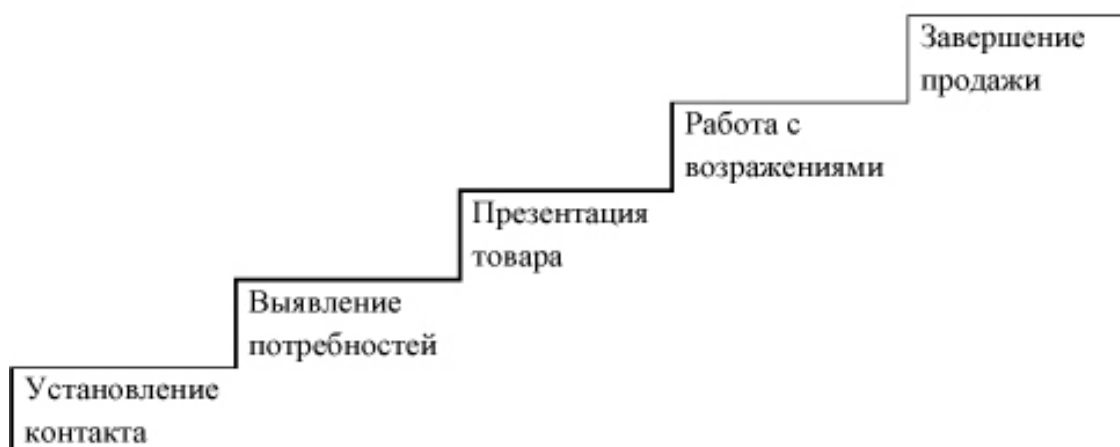 Завершение
продажи
Работа с
возражениями
Презентация
товара
Выявление
потребностей
Установление
контакта